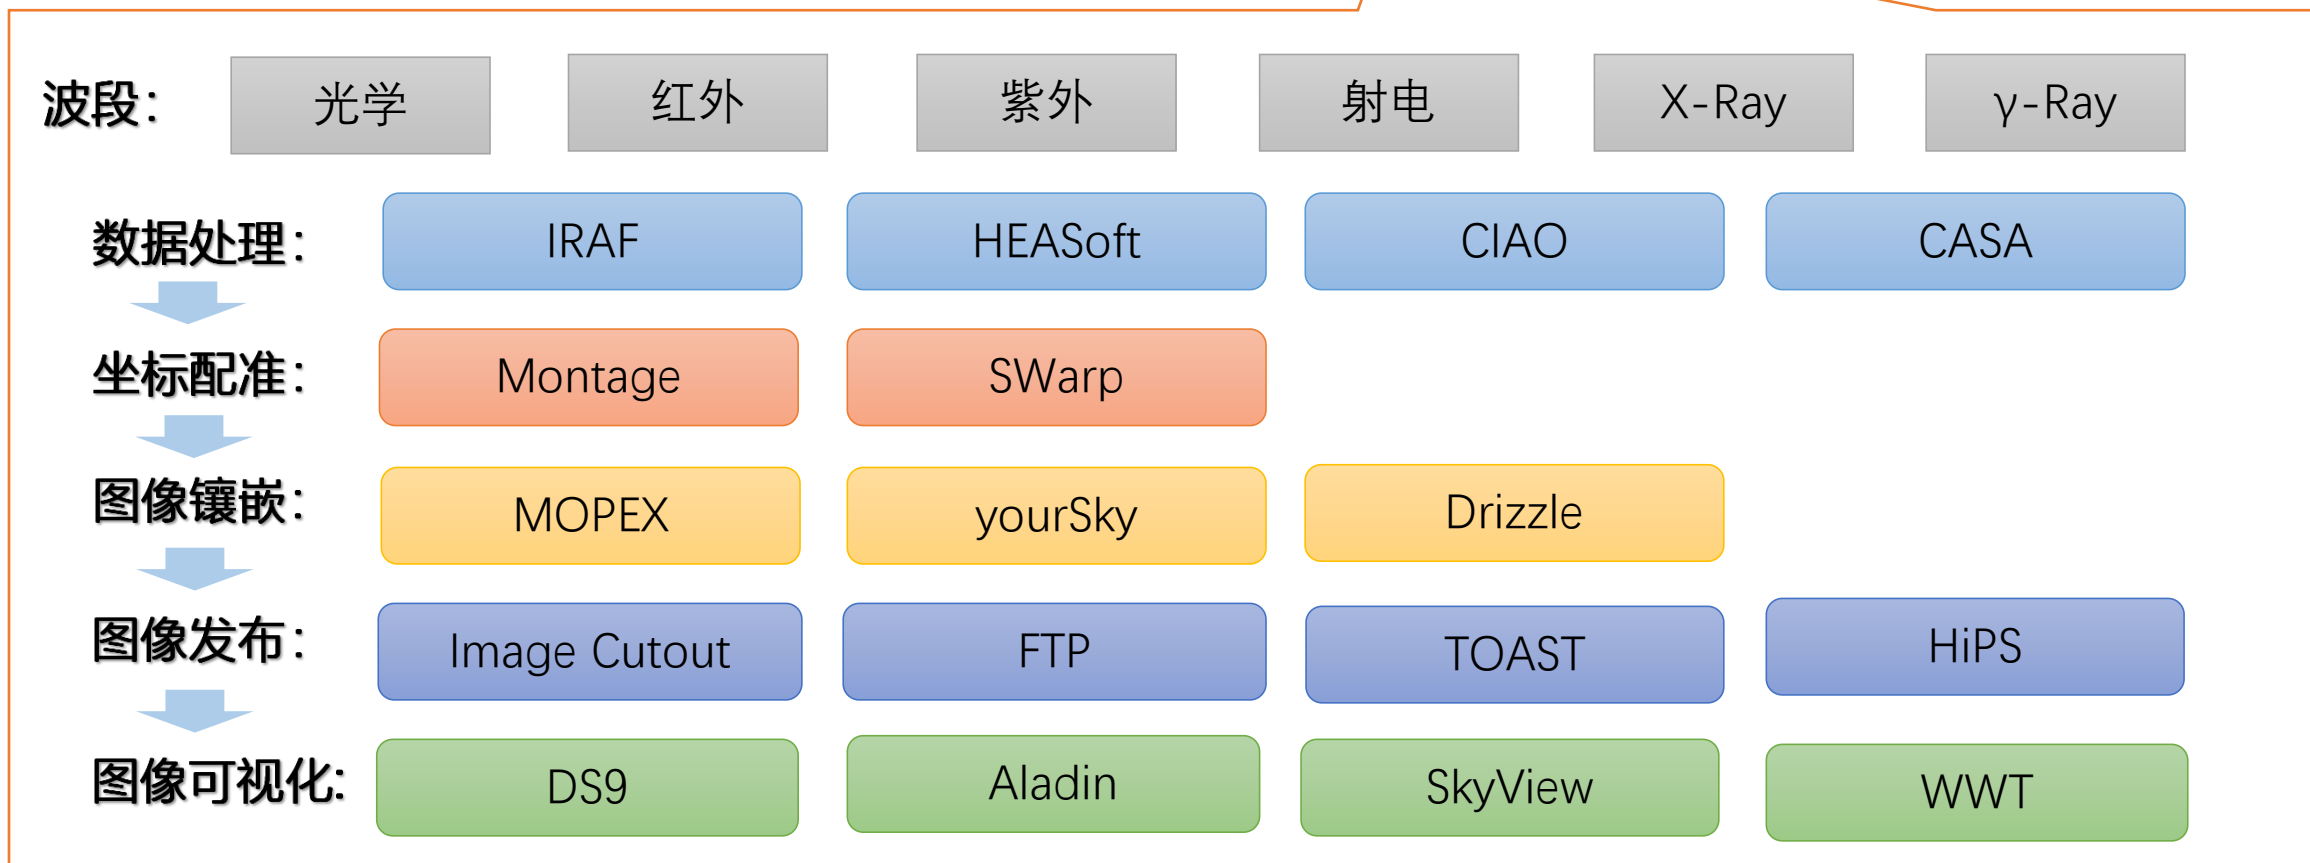 波段： 光学 红外 紫外 射电 X-Ray γ-Ray
数据处理： IRAF HEASoft CIAO CASA
坐标配准： Montage SWarp
图像镶嵌： MOPEX yourSky Drizzle
图像发布： Image Cutout FTP TOAST HiPS
图像可视化: DS9 Aladin SkyView WWT